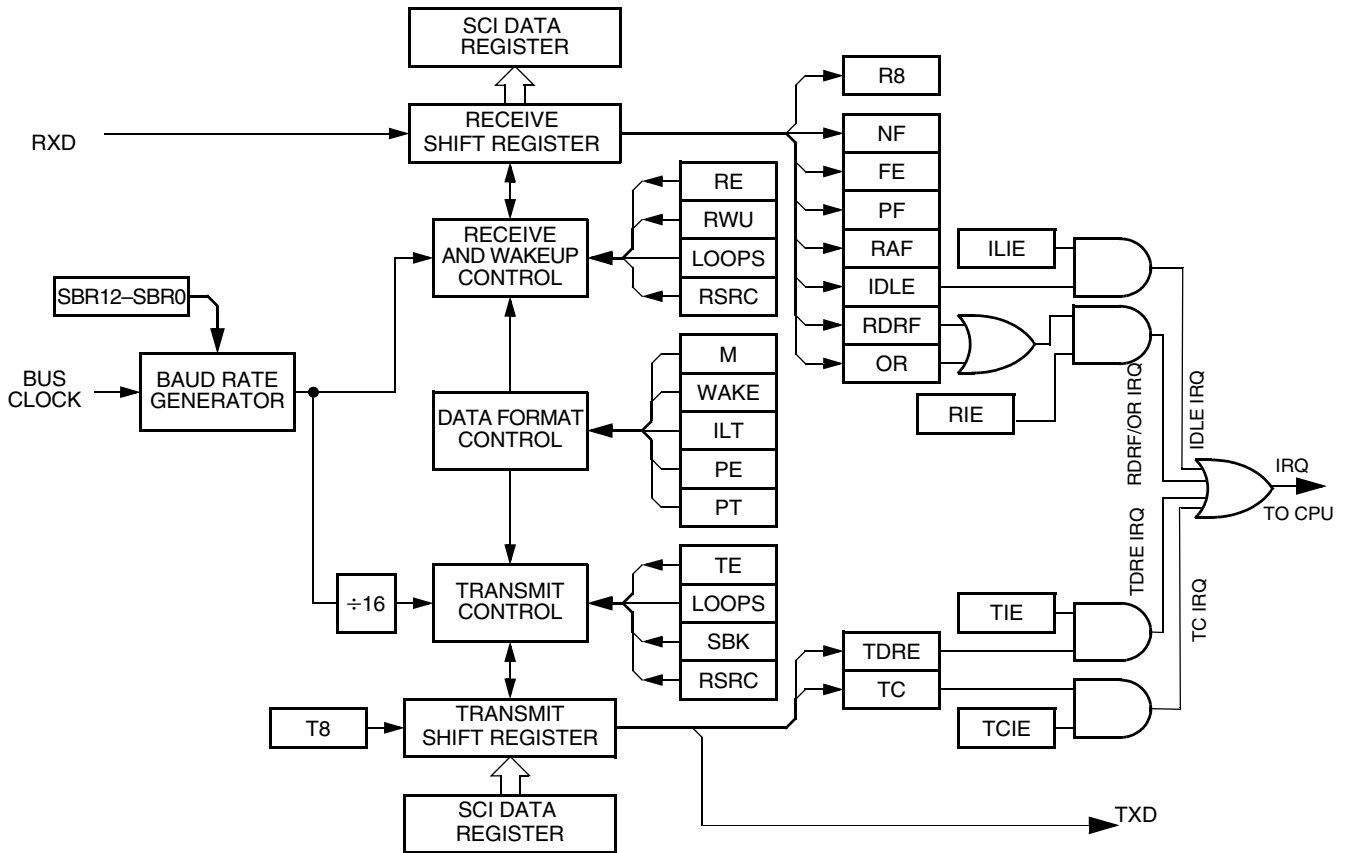 SCI DATA
REGISTER
R8
RXD
RECEIVE
SHIFT REGISTER
NF
FE
PF
RAF
IDLE
RDRF
OR
RE
RWU
LOOPS
RSRC
RECEIVE
AND WAKEUP
CONTROL
ILIE
RIE
SBR12–SBR0
BUS
CLOCK
BAUD RATE
GENERATOR
DATA FORMAT
CONTROL
M
WAKE
ILT
PE
PT
RDRF/OR IRQ
IDLE IRQ
TDRE IRQ
TC IRQ
IRQ
TO CPU
÷16
TRANSMIT
CONTROL
TE
LOOPS
SBK
RSRC
TIE
TDRE
TC
TCIE
T8
TRANSMIT
SHIFT REGISTER
SCI DATA
REGISTER
TXD